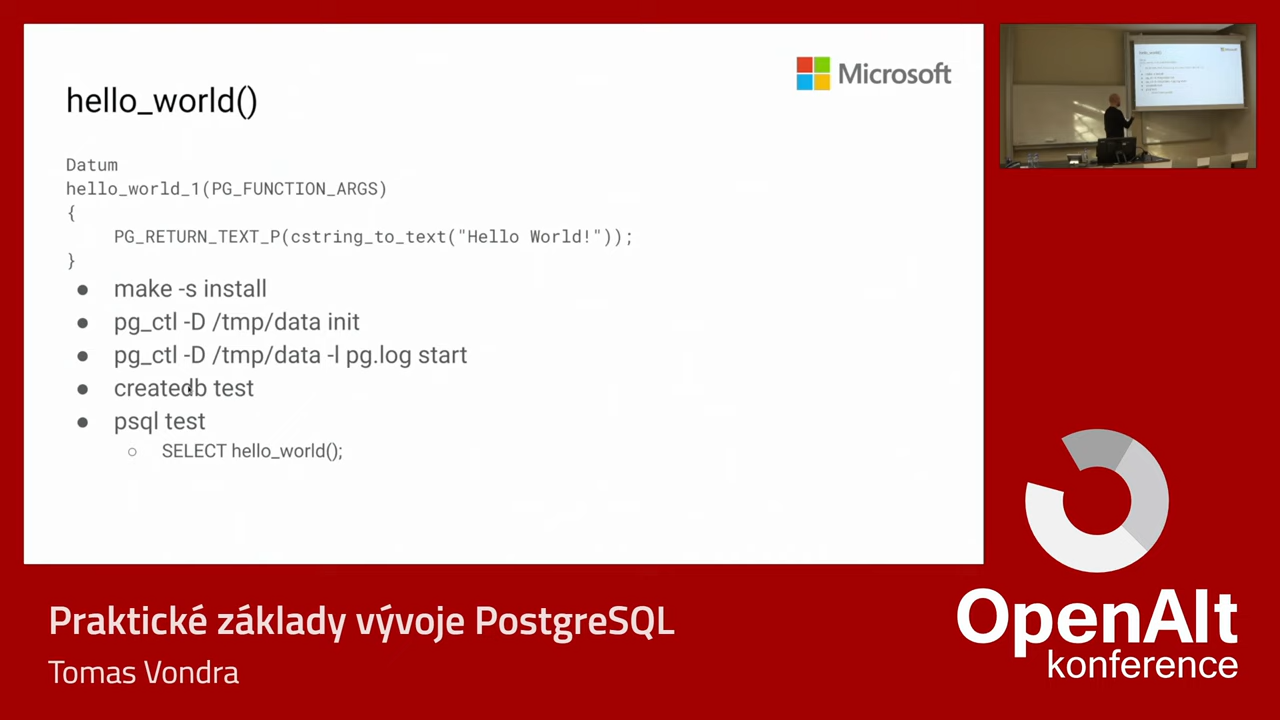 Microsoft
hello_world()
Datum
hello_world_1(PG_FUNCTION_ARGS)
{
PG_RETURN_TEXT_P(cstring_to_text("Hello World!"));
}
● make -s install
● pg_ctl -D /tmp/data init
● pg_ctl -D /tmp/data -l pg.log start
● createdb test
● psql test
○ SELECT hello_world();
Praktické základy vývoje PostgreSQL
Tomas Vondra
OpenAlt
konference